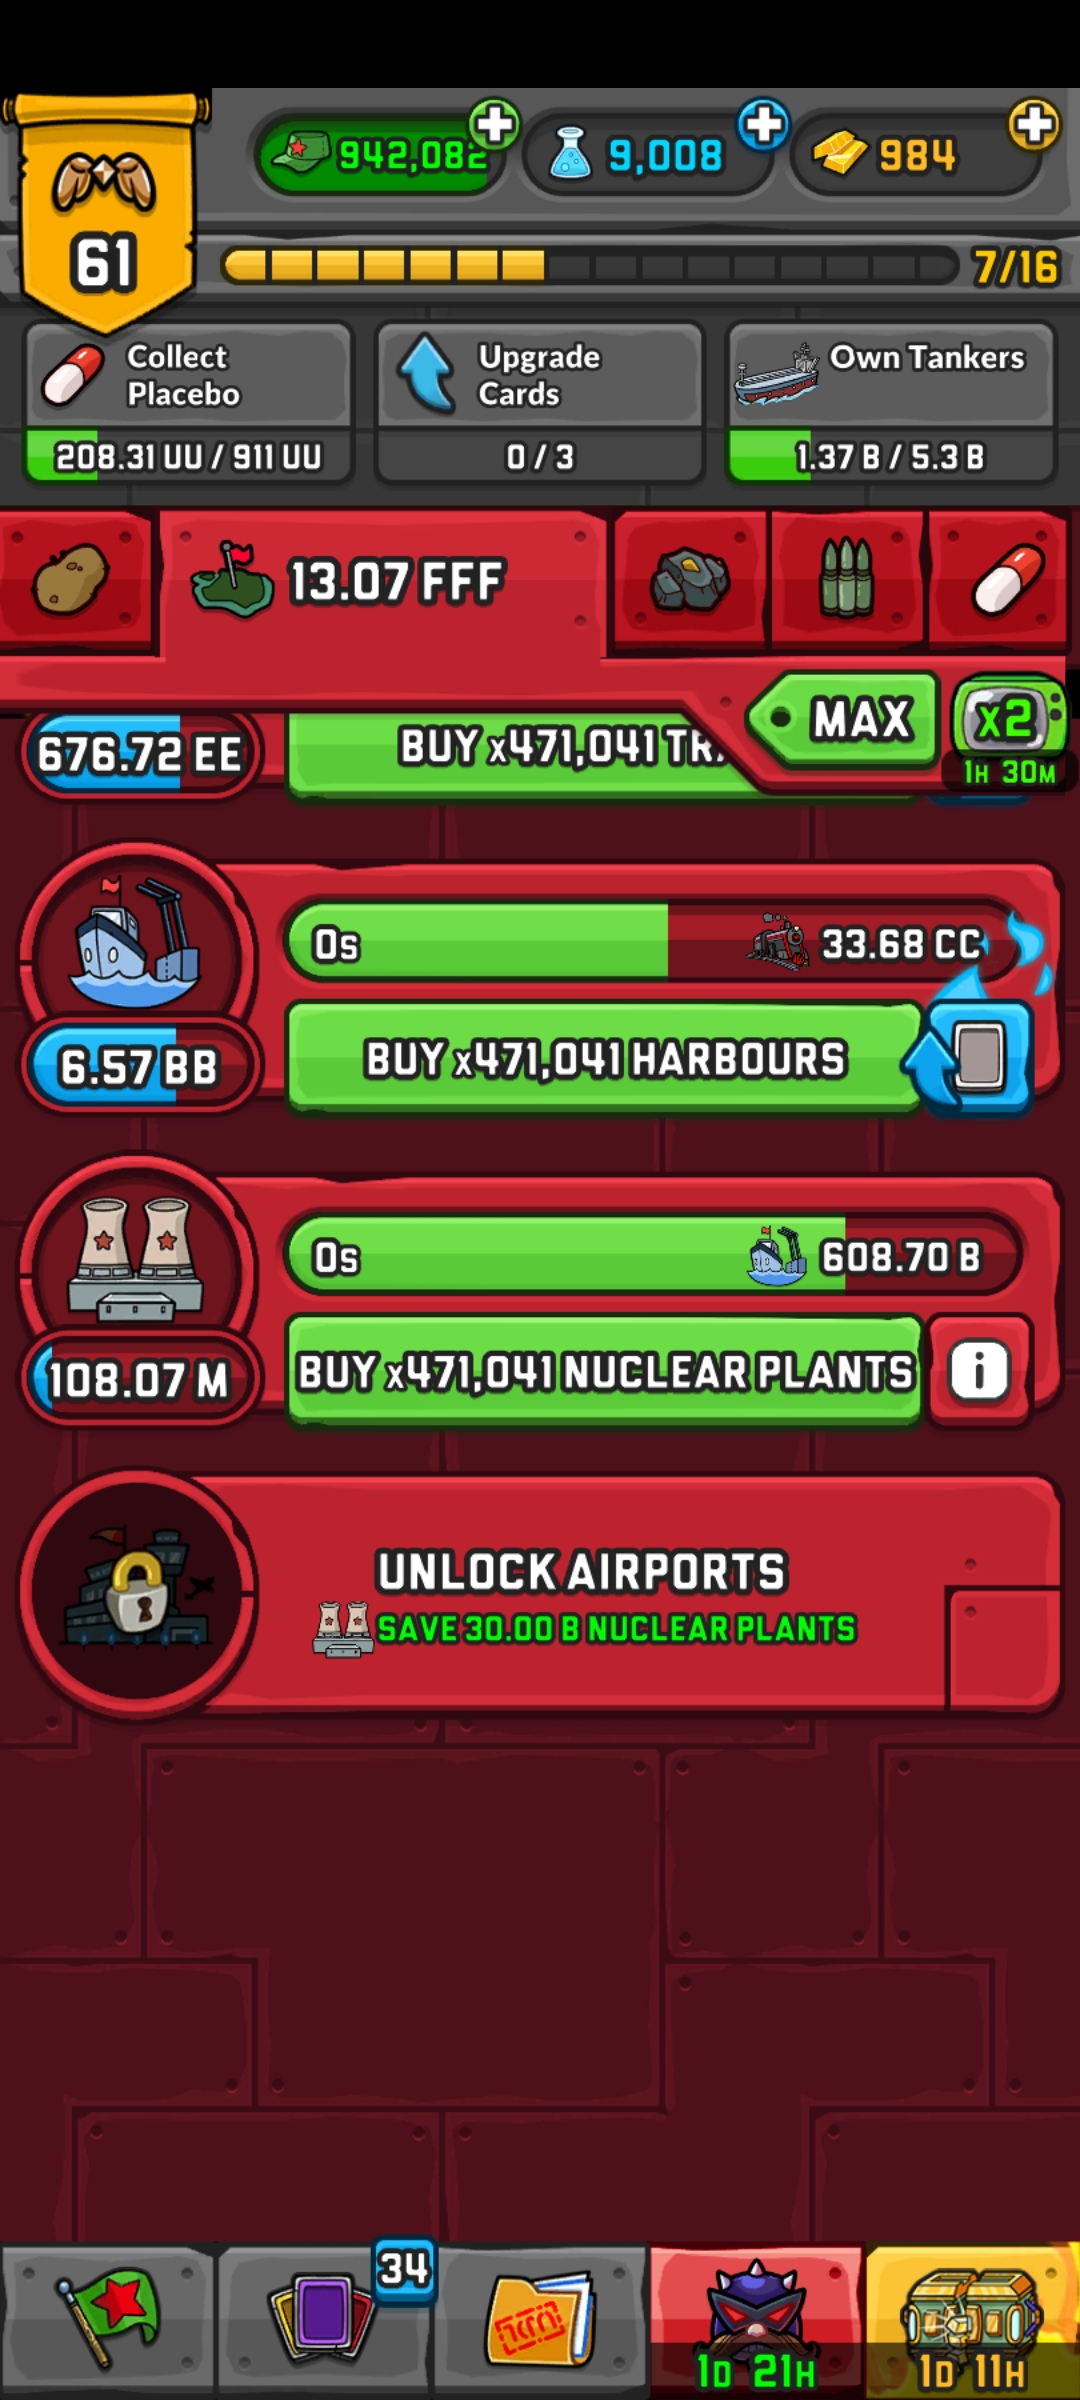 942,082
9,008
984
61
7/16
Collect
Placebo
208.31 UU / 911 UU
Upgrade
Cards
0 / 3
Own Tankers
1.37 B / 5.3 B
13.07 FFF
MAX
x2
1H 30M
676.72 EE
BUY x471,041
0s
33.68 CC
6.57 BB
BUY x471,041 HARBOURS
0s
608.70 B
108.07 M
BUY x471,041 NUCLEAR PLANTS
i
UNLOCK AIRPORTS
SAVE 30.00 B NUCLEAR PLANTS
34
1D 21H
1D 11H